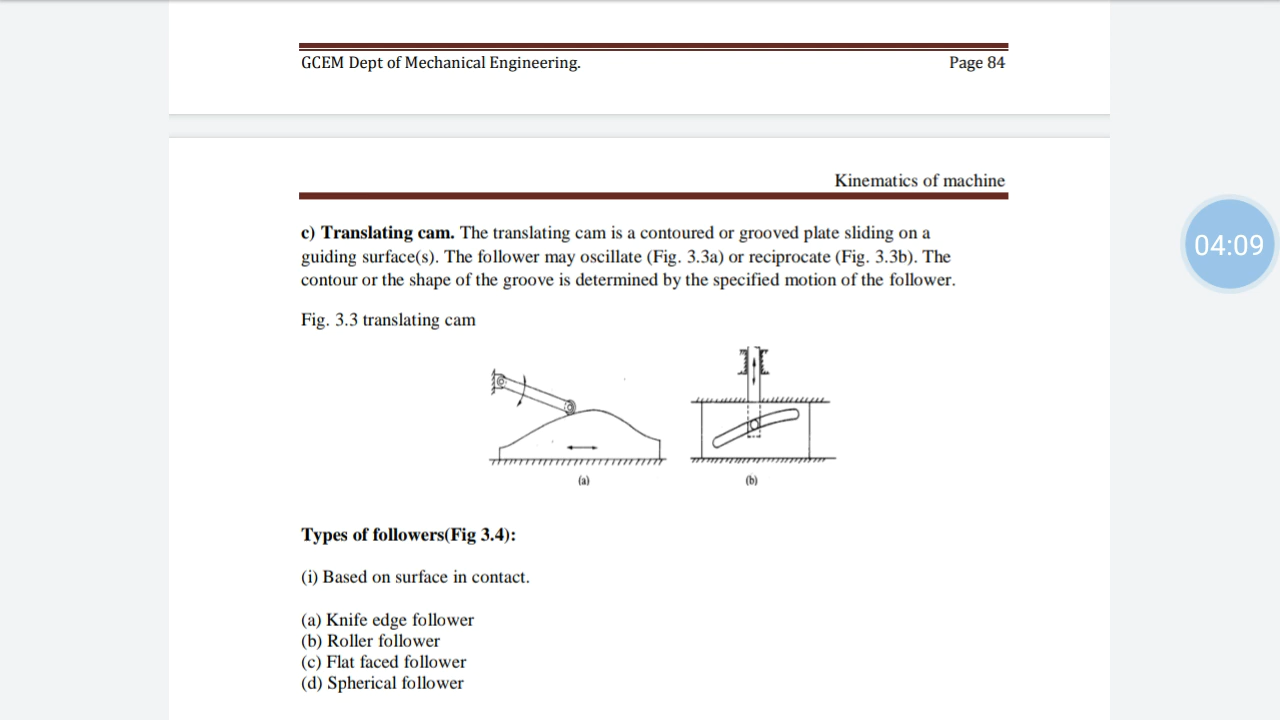 GCEM Dept of Mechanical Engineering.
Page 84
Kinematics of machine
04:09
c) Translating cam. The translating cam is a contoured or grooved plate sliding on a
guiding surface(s). The follower may oscillate (Fig. 3.3a) or reciprocate (Fig. 3.3b). The
contour or the shape of the groove is determined by the specified motion of the follower.
Fig. 3.3 translating cam
(a)
(b)
Types of followers(Fig 3.4):
(i) Based on surface in contact.
(a) Knife edge follower
(b) Roller follower
(c) Flat faced follower
(d) Spherical follower